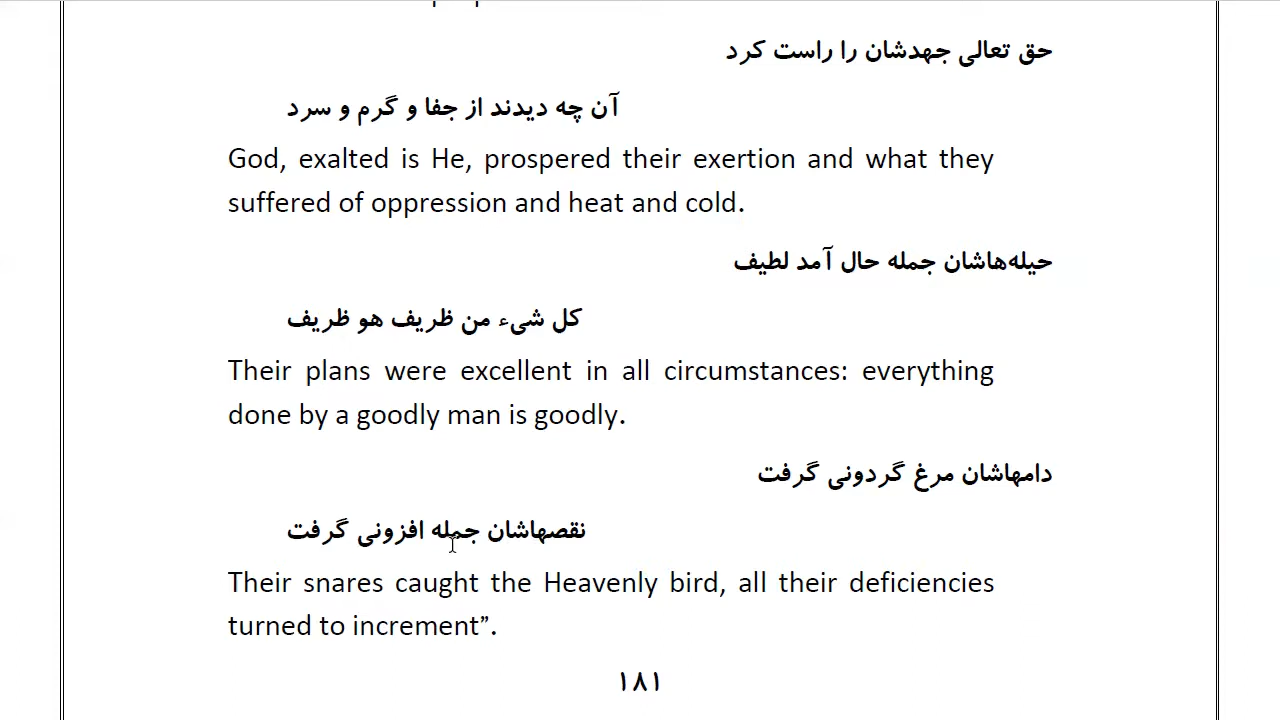 حق تعالی جهدشان را راست کرد
آن چه دیدند از جفا و گرم و سرد
God, exalted is He, prospered their exertion and what they
suffered of oppression and heat and cold.
حیله‌هاشان جمله حال آمد لطیف
کل شیء من ظریف هو ظریف
Their plans were excellent in all circumstances: everything
done by a goodly man is goodly.
دامهاشان مرغ گردونی گرفت
نقصهاشان جمله افزونی گرفت
Their snares caught the Heavenly bird, all their deficiencies
turned to increment”.
۱۸۱